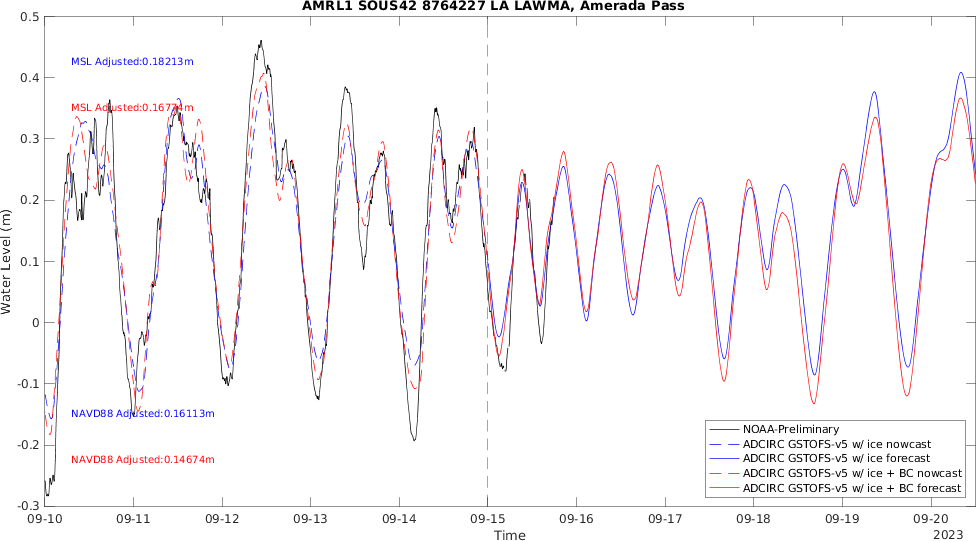 AMRL1 SOUS42 8764227 LA LAWMA, Amerada Pass
0.5
0.4
0.3
0.2
0.1
0
-0.1
-0.2
-0.3
Water Level (m)
MSL Adjusted:0.18213m
MSL Adjusted:0.16774m
NAVD88 Adjusted:0.16113m
NAVD88 Adjusted:0.14674m
NOAA-Preliminary
ADCIRC GSTOFS-v5 w/ ice nowcast
ADCIRC GSTOFS-v5 w/ ice forecast
ADCIRC GSTOFS-v5 w/ ice + BC nowcast
ADCIRC GSTOFS-v5 w/ ice + BC forecast
09-10 09-11 09-12 09-13 09-14 09-15 09-16 09-17 09-18 09-19 09-20
Time
2023